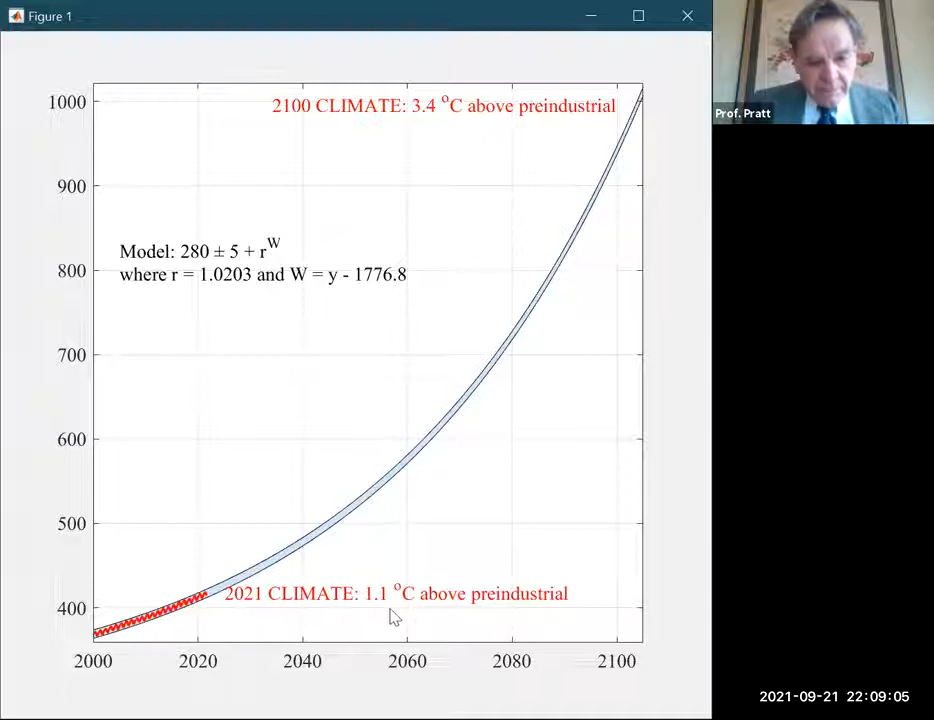 Figure 1
Prof. Pratt
1000
900
800
700
600
500
400
2100 CLIMATE: 3.4 °C above preindustrial
Model: 280 ± 5 + r^W
where r = 1.0203 and W = y - 1776.8
2021 CLIMATE: 1.1 °C above preindustrial
2000 2020 2040 2060 2080 2100
2021-09-21 22:09:05